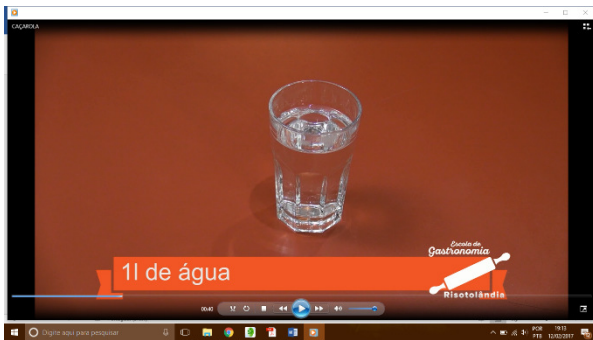 CAÇAROLA
Escola de
Gastronomia
1l de água
Risotolândia
00:40
Digite aqui para pesquisar
POR 19:13
PTB 12/02/2017